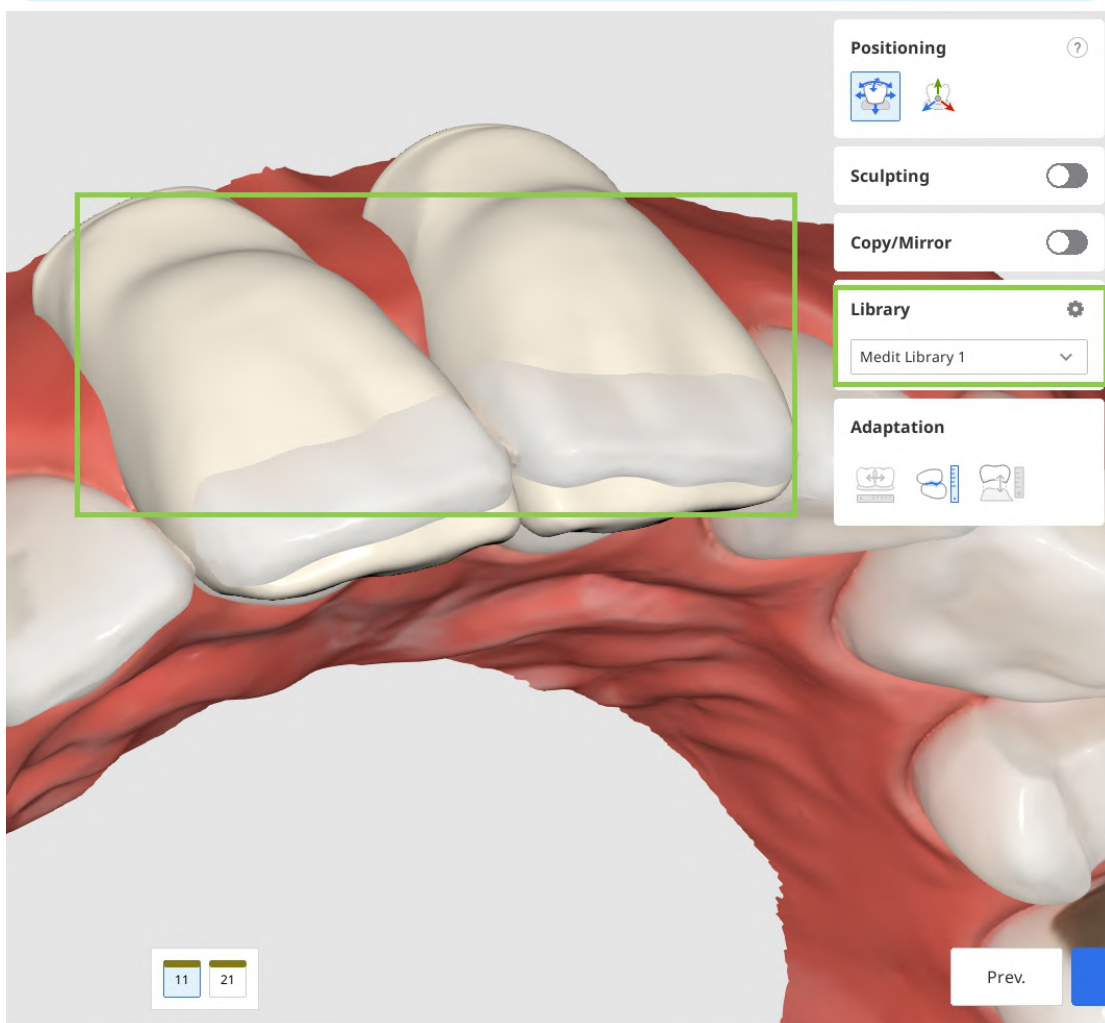 Positioning
?
Sculpting
Copy/Mirror
Library
Medit Library 1
Adaptation
11
21
Prev.